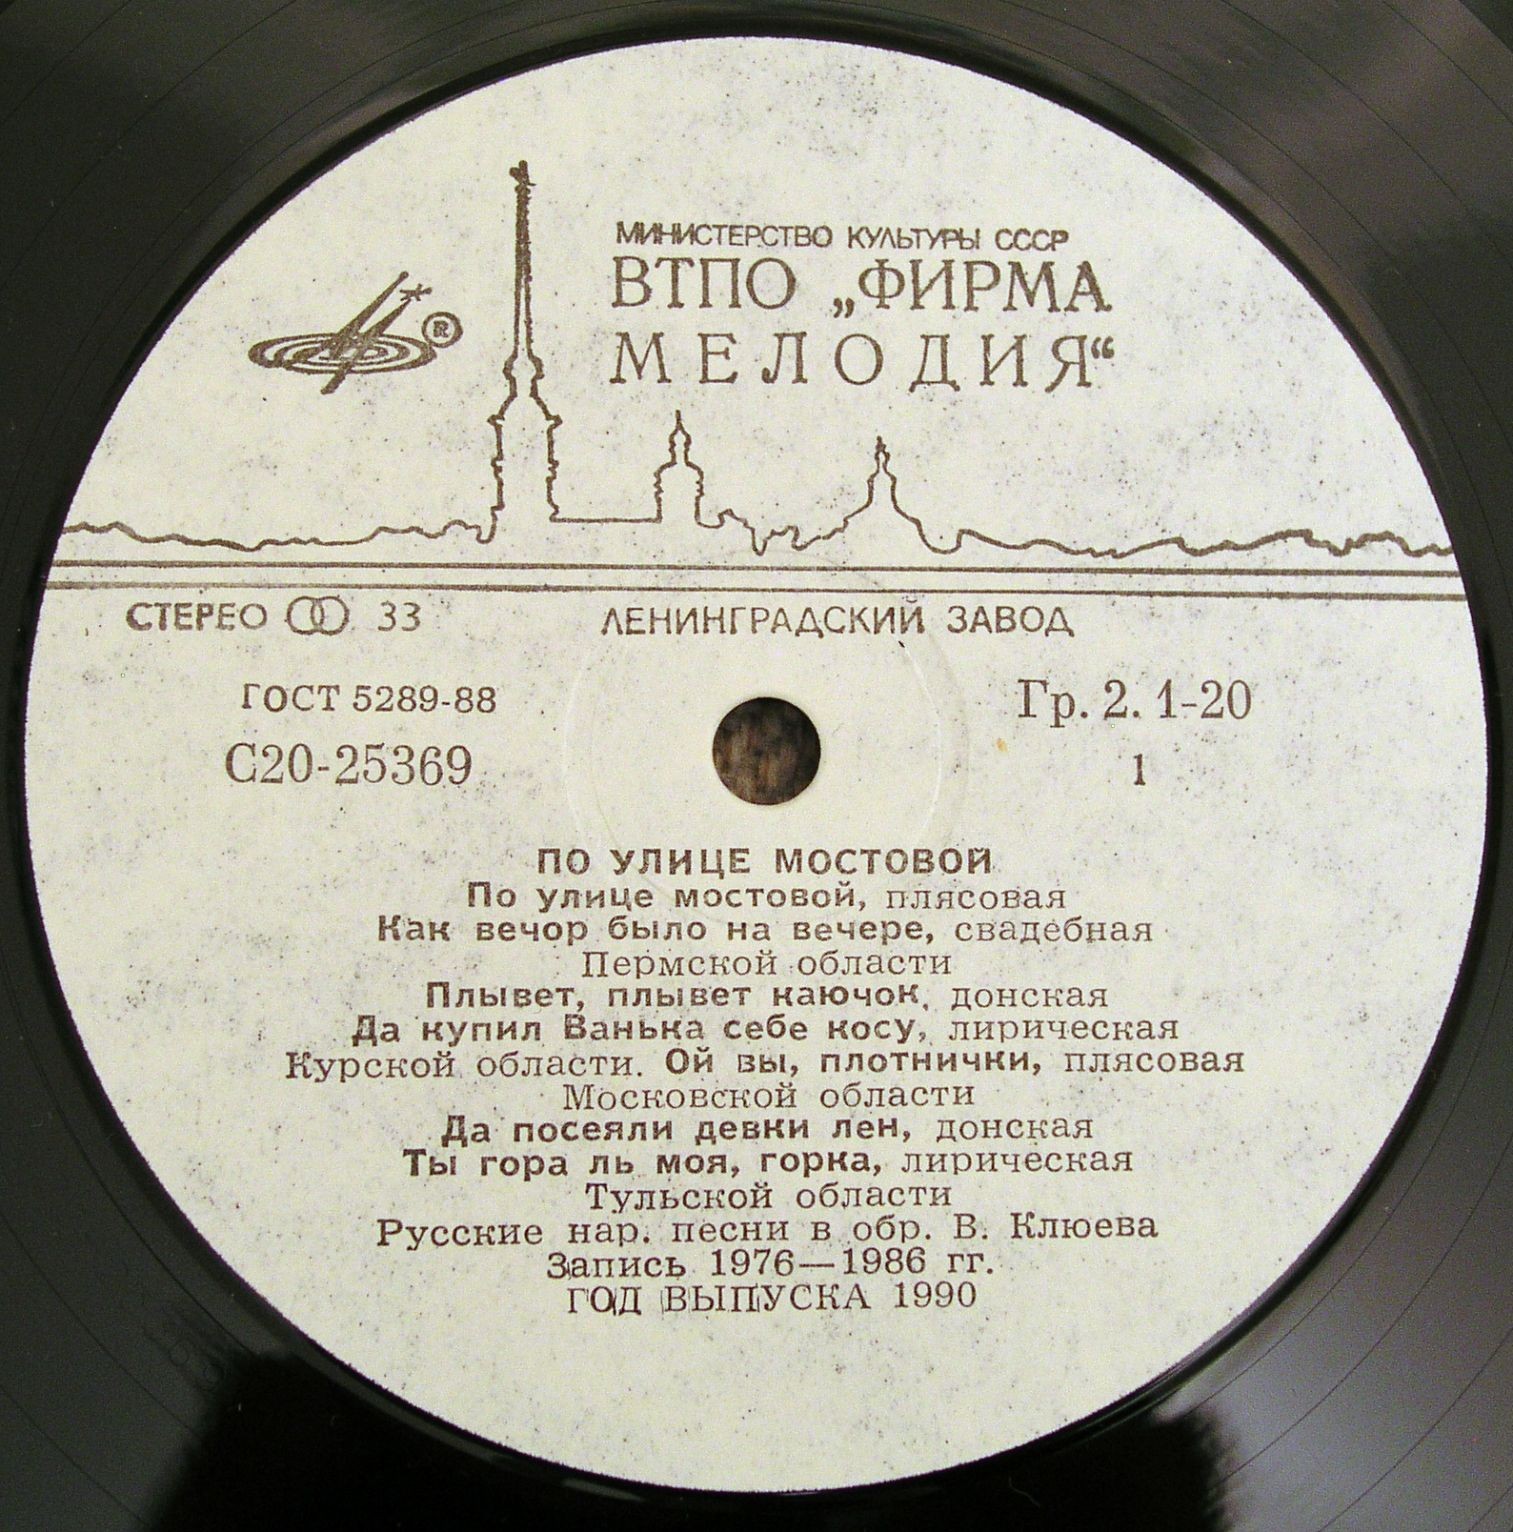 МИНИСТЕРСТВО КУЛЬТУРЫ СССР
ВТПО „ФИРМА
МЕЛОДИЯ“
®
СТЕРЕО 33 ЛЕНИНГРАДСКИЙ ЗАВОД
ГОСТ 5289-88 Гр. 2. 1-20
С20-25369 1
ПО УЛИЦЕ МОСТОВОЙ
По улице мостовой, плясовая
Как вечор было на вечере, свадебная
Пермской области
Плывет, плывет каючок, донская
Да купил Ванька себе косу, лирическая
Курской области. Ой вы, плотнички, плясовая
Московской области
Да посеяли девки лен, донская
Ты гора ль моя, горка, лирическая
Тульской области
Русские нар. песни в обр. В. Клюева
Запись 1976—1986 гг.
ГОД ВЫПУСКА 1990